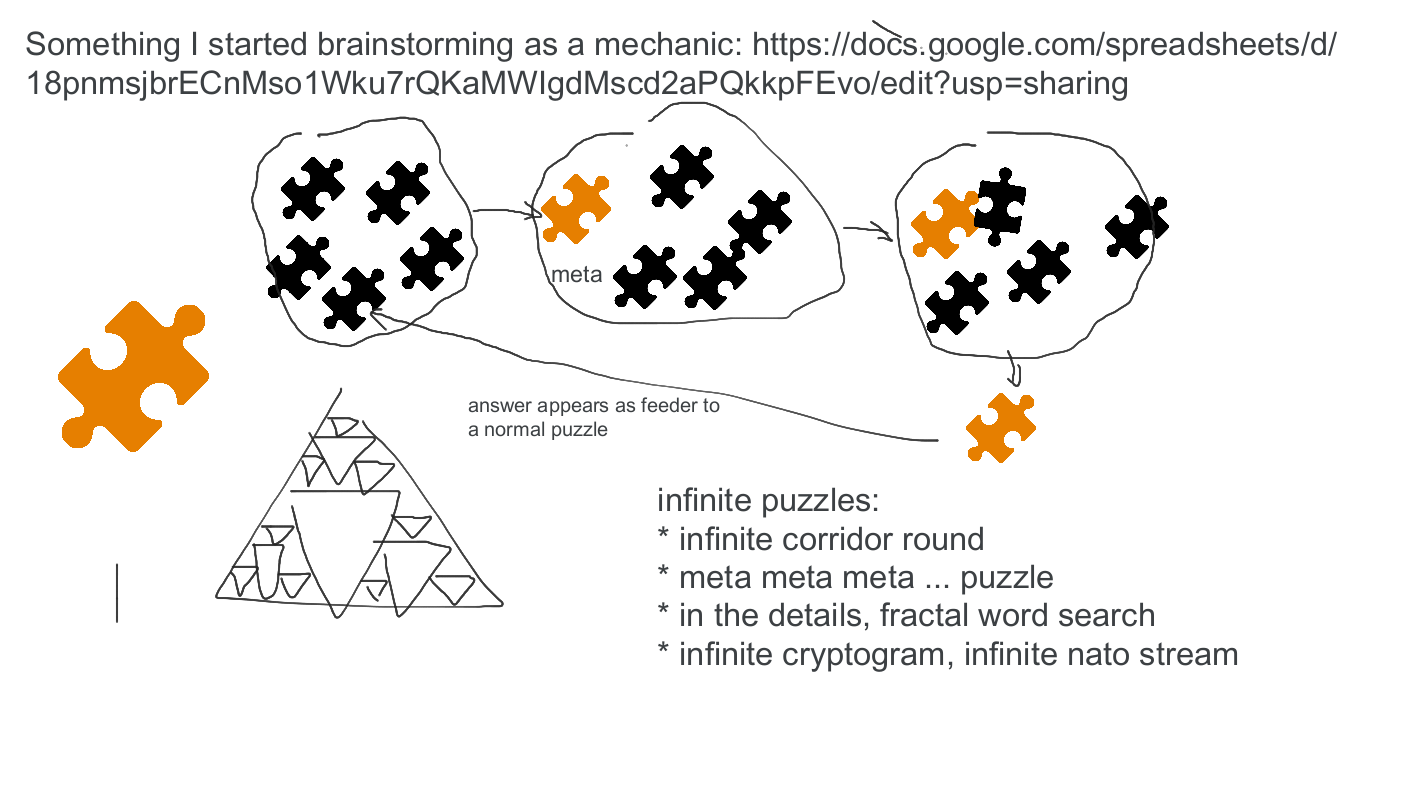 Something I started brainstorming as a mechanic: https://docs.google.com/spreadsheets/d/
18pnmsjbrECnMso1Wku7rQKaMWIgdMscd2aPQkkpFEvo/edit?usp=sharing
meta
answer appears as feeder to
a normal puzzle
infinite puzzles:
* infinite corridor round
* meta meta meta ... puzzle
* in the details, fractal word search
* infinite cryptogram, infinite nato stream